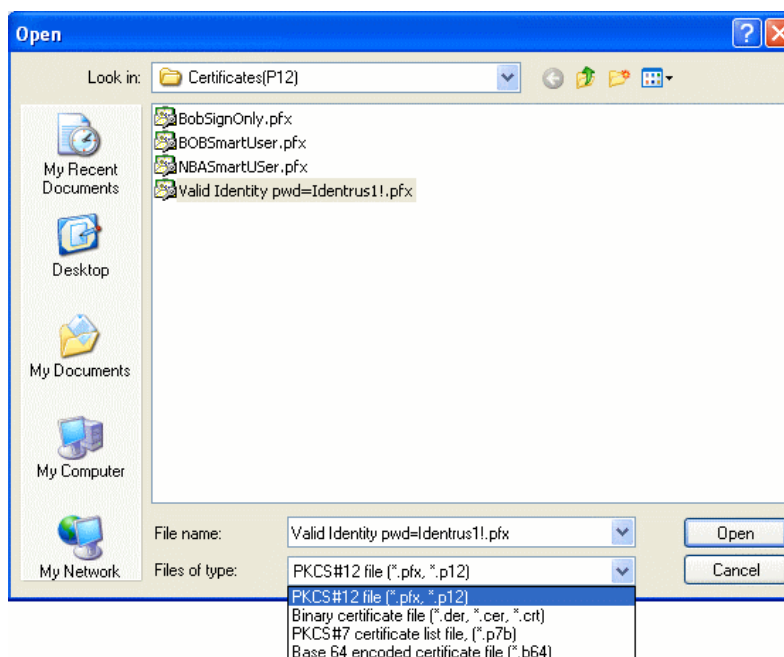 Open
Look in:
Certificates(P12)
BobSignOnly.pfx
BOBSmartUser.pfx
NBASmartUSer.pfx
Valid Identity pwd=Identrus1!.pfx
My Recent
Documents
Desktop
My Documents
My Computer
My Network
File name:
Valid Identity pwd=Identrus1!.pfx
Open
Files of type:
PKCS#12 file (*.pfx, *.p12)
Cancel
PKCS#12 file (*.pfx, *.p12)
Binary certificate file (*.der, *.cer, *.crt)
PKCS#7 certificate list file, (*.p7b)
Base 64 encoded certificate file (*.b64)